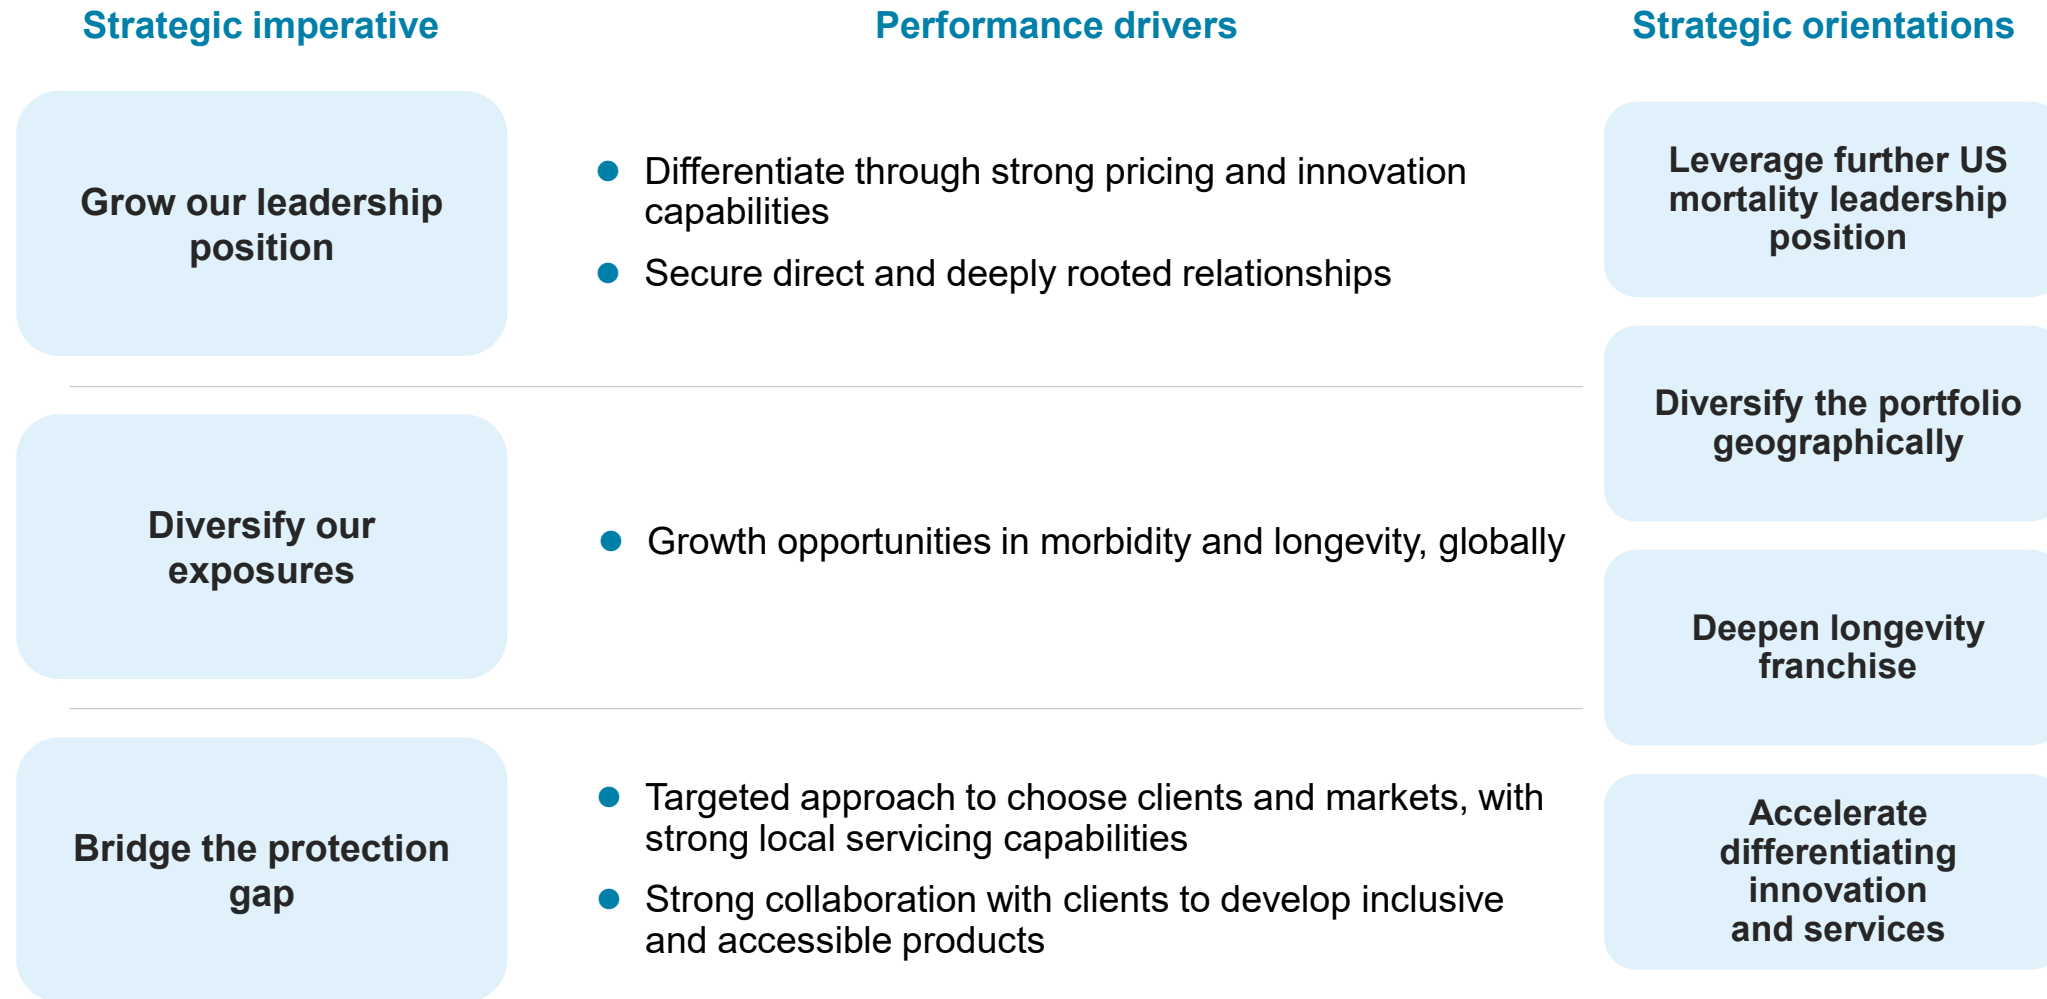 Strategic imperative
Performance drivers
Strategic orientations
Grow our leadership
position
Differentiate through strong pricing and innovation
capabilities
Secure direct and deeply rooted relationships
Diversify our
exposures
Growth opportunities in morbidity and longevity, globally
Bridge the protection
gap
Targeted approach to choose clients and markets, with
strong local servicing capabilities
Strong collaboration with clients to develop inclusive
and accessible products
Leverage further US
mortality leadership
position
Diversify the portfolio
geographically
Deepen longevity
franchise
Accelerate
differentiating
innovation
and services